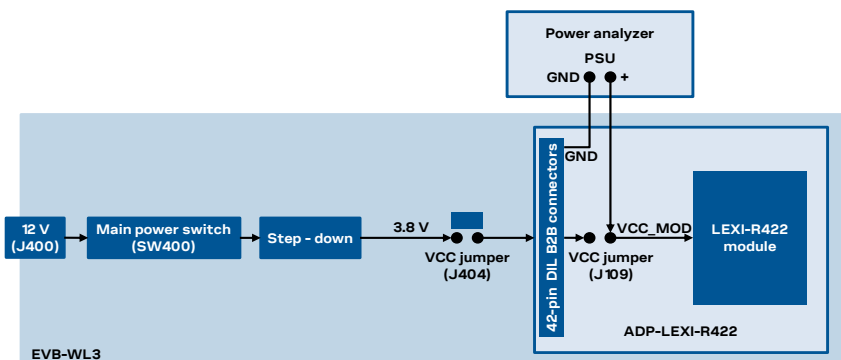 Power analyzer
PSU
GND
+
GND
42-pin DIL B2B connectors
12 V
(J400)
Main power switch
(SW400)
Step - down
3.8 V
VCC jumper
(J404)
VCC_MOD
VCC jumper
(J109)
LEXI-R422
module
ADP-LEXI-R422
EVB-WL3